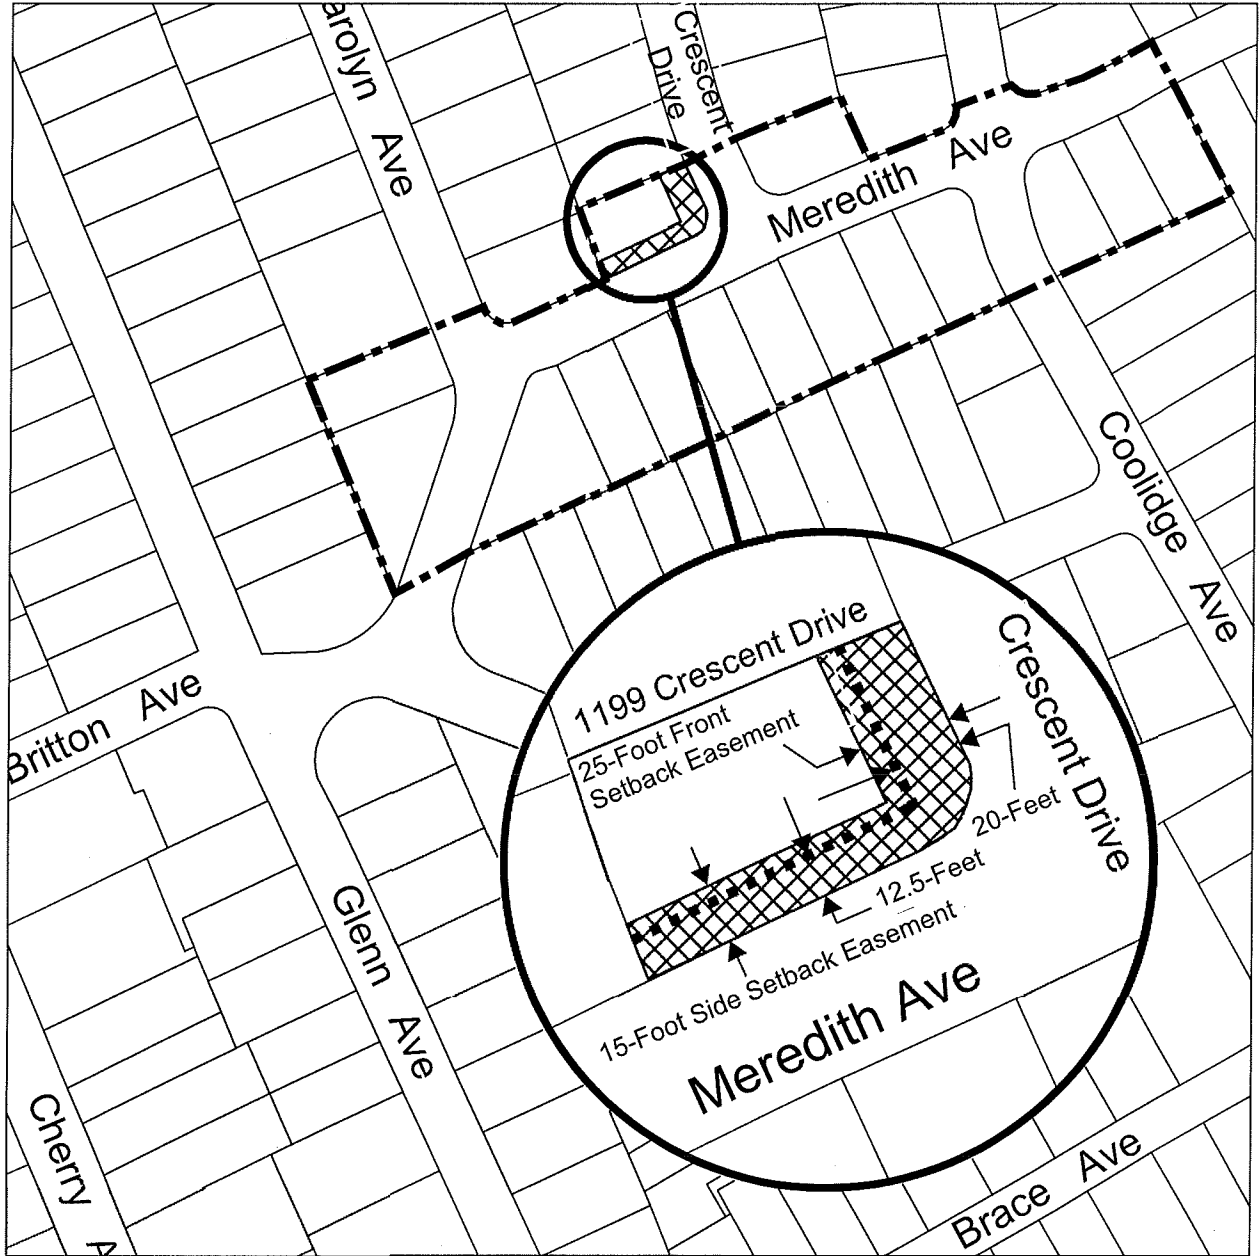 arolyn Ave
Crescent
Drive
Meredith Ave
Coolidge Ave
Britton Ave
1199 Crescent Drive
25-Foot Front
Setback Easement
Crescent Drive
20-Feet
12.5-Feet
15-Foot Side Setback Easement
Meredith Ave
Glenn Ave
Cherry A
Brace Ave